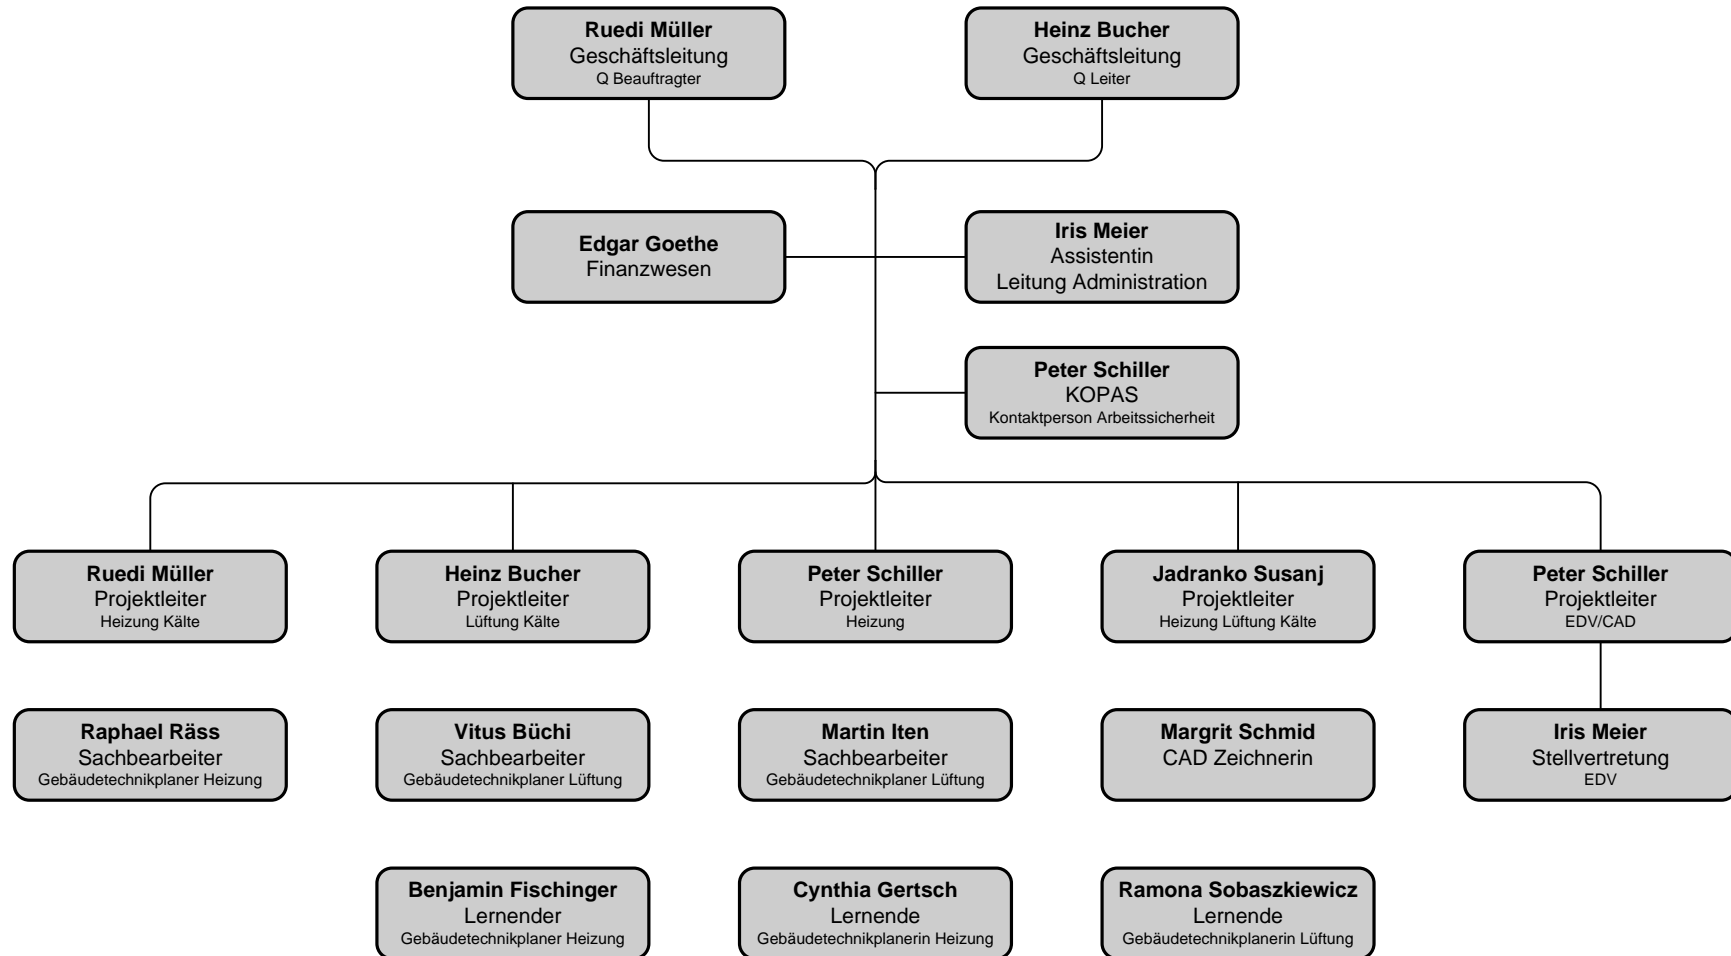 Ruedi Müller
Geschäftsleitung
Q Beauftragter
Heinz Bucher
Geschäftsleitung
Q Leiter
Edgar Goethe
Finanzwesen
Iris Meier
Assistentin
Leitung Administration
Peter Schiller
KOPAS
Kontaktperson Arbeitssicherheit
Ruedi Müller
Projektleiter
Heizung Kälte
Heinz Bucher
Projektleiter
Lüftung Kälte
Peter Schiller
Projektleiter
Heizung
Jadranko Susanj
Projektleiter
Heizung Lüftung Kälte
Peter Schiller
Projektleiter
EDV/CAD
Raphael Räss
Sachbearbeiter
Gebäudetechnikplaner Heizung
Vitus Büchi
Sachbearbeiter
Gebäudetechnikplaner Lüftung
Martin Iten
Sachbearbeiter
Gebäudetechnikplaner Lüftung
Margrit Schmid
CAD Zeichnerin
Iris Meier
Stellvertretung
EDV
Benjamin Fischinger
Lernender
Gebäudetechnikplaner Heizung
Cynthia Gertsch
Lernende
Gebäudetechnikplanerin Heizung
Ramona Sobaszkiewicz
Lernende
Gebäudetechnikplanerin Lüftung